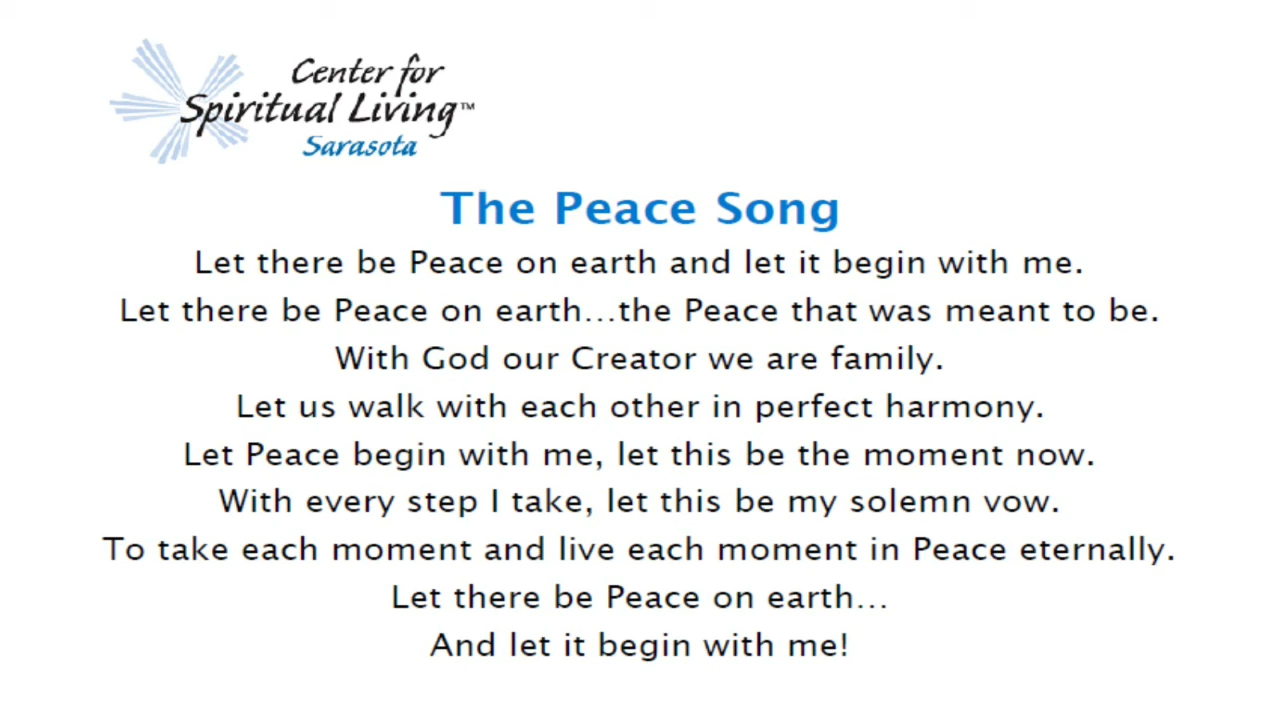 Center for
Spiritual Living™
Sarasota
The Peace Song
Let there be Peace on earth and let it begin with me.
Let there be Peace on earth...the Peace that was meant to be.
With God our Creator we are family.
Let us walk with each other in perfect harmony.
Let Peace begin with me, let this be the moment now.
With every step I take, let this be my solemn vow.
To take each moment and live each moment in Peace eternally.
Let there be Peace on earth...
And let it begin with me!